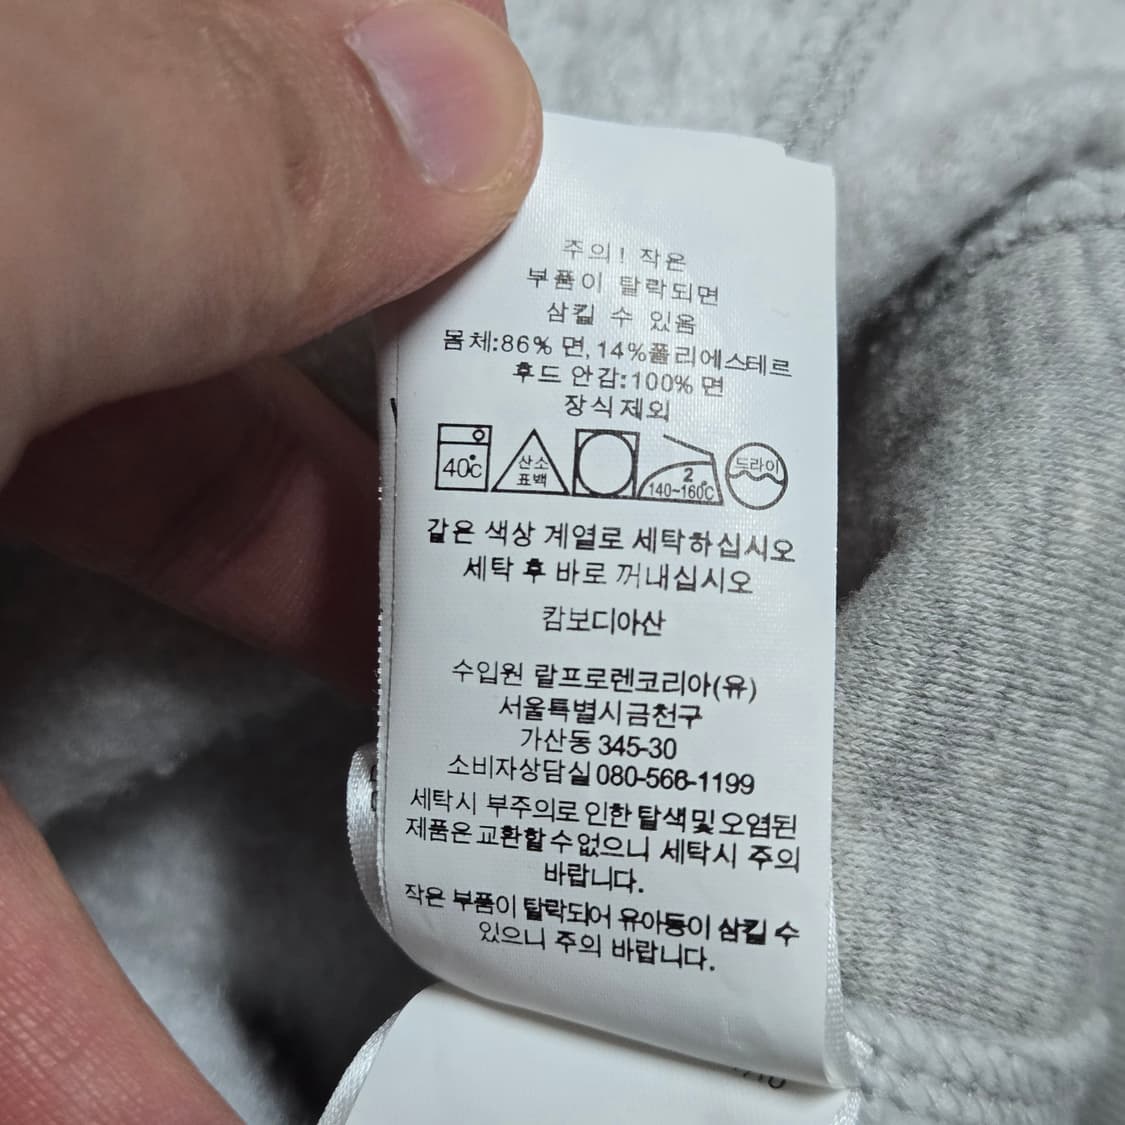 주의! 작은
부품이 탈락되면
삼킬 수 있음
몸체:86% 면, 14%폴리에스테르
후드 안감:100% 면
장식제외
40℃
산소
표백
2
140~160℃
드라이
같은 색상 계열로 세탁하십시오
세탁 후 바로 꺼내십시오
캄보디아산
수입원 랄프로렌코리아(유)
서울특별시금천구
가산동 345-30
소비자상담실 080-566-1199
세탁시 부주의로 인한 탈색및오염된
제품은 교환할수없으니 세탁시 주의
바랍니다.
작은 부품이 탈락되어 유아등이 삼킬 수
있으니 주의 바랍니다.